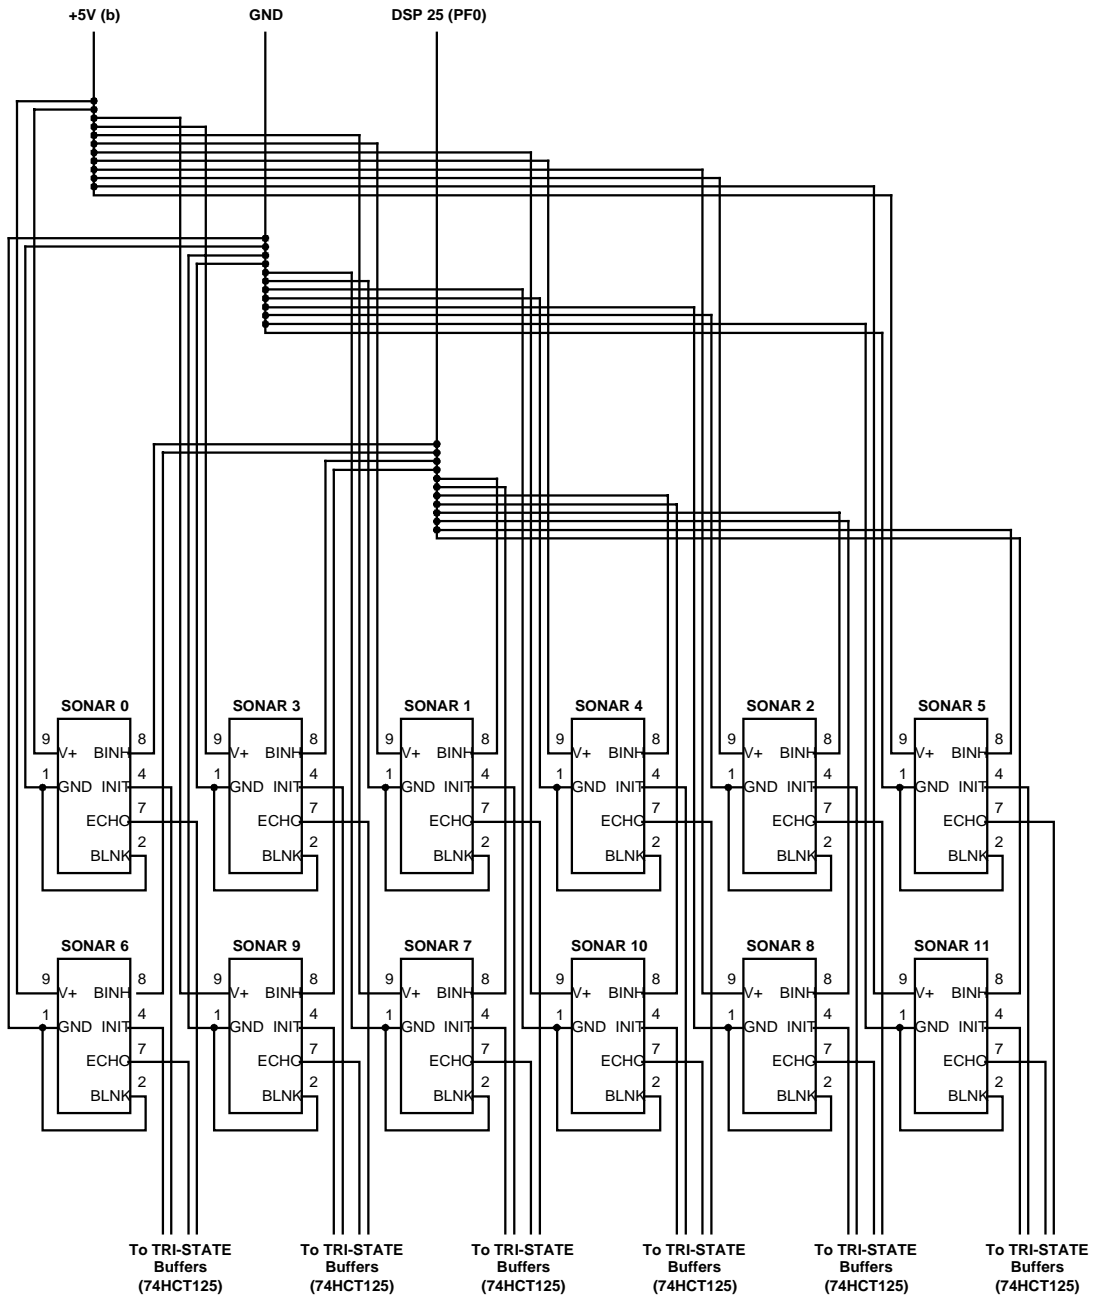 +5V (b) GND DSP 25 (PF0)
SONAR 0 SONAR 3 SONAR 1 SONAR 4 SONAR 2 SONAR 5
9 8 9 8 9 8 9 8 9 8 9 8
V+ BINH V+ BINH V+ BINH V+ BINH V+ BINH V+ BINH
1 4 1 4 1 4 1 4 1 4 1 4
GND INIT GND INIT GND INIT GND INIT GND INIT GND INIT
7 7 7 7 7 7
ECHO ECHO ECHO ECHO ECHO ECHO
2 2 2 2 2 2
BLNK BLNK BLNK BLNK BLNK BLNK
SONAR 6 SONAR 9 SONAR 7 SONAR 10 SONAR 8 SONAR 11
9 8 9 8 9 8 9 8 9 8 9 8
V+ BINH V+ BINH V+ BINH V+ BINH V+ BINH V+ BINH
1 4 1 4 1 4 1 4 1 4 1 4
GND INIT GND INIT GND INIT GND INIT GND INIT GND INIT
7 7 7 7 7 7
ECHO ECHO ECHO ECHO ECHO ECHO
2 2 2 2 2 2
BLNK BLNK BLNK BLNK BLNK BLNK
To TRI-STATE To TRI-STATE To TRI-STATE To TRI-STATE To TRI-STATE To TRI-STATE
Buffers Buffers Buffers Buffers Buffers Buffers
(74HCT125) (74HCT125) (74HCT125) (74HCT125) (74HCT125) (74HCT125)